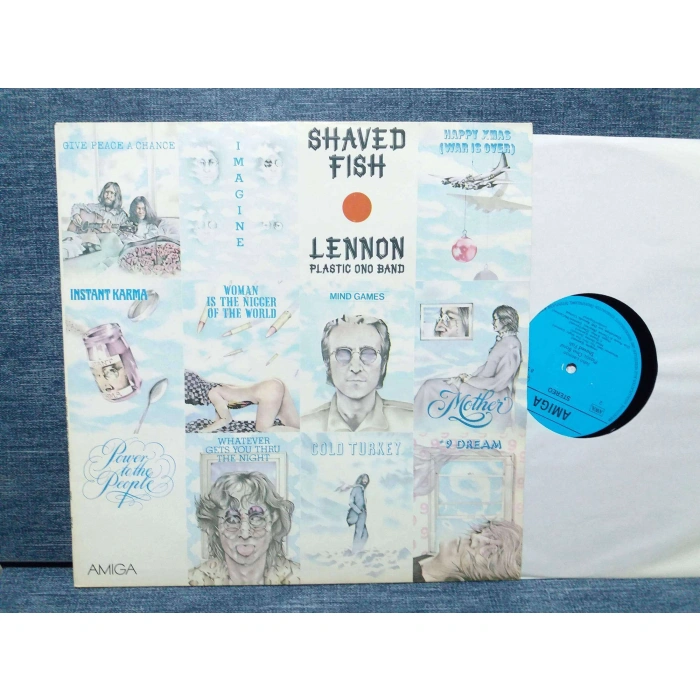 GIVE PEACE A CHANCE
IMAGINE
SHAVED
FISH
LENNON
PLASTIC ONO BAND
HAPPY XMAS
(WAR IS OVER)
INSTANT KARMA
WOMAN
IS THE NIGGER
OF THE WORLD
MIND GAMES
Mother
Power
to the
People
WHATEVER
GETS YOU THRU
THE NIGHT
COLD TURKEY
#9 DREAM
AMIGA
AMIGA
STEREO